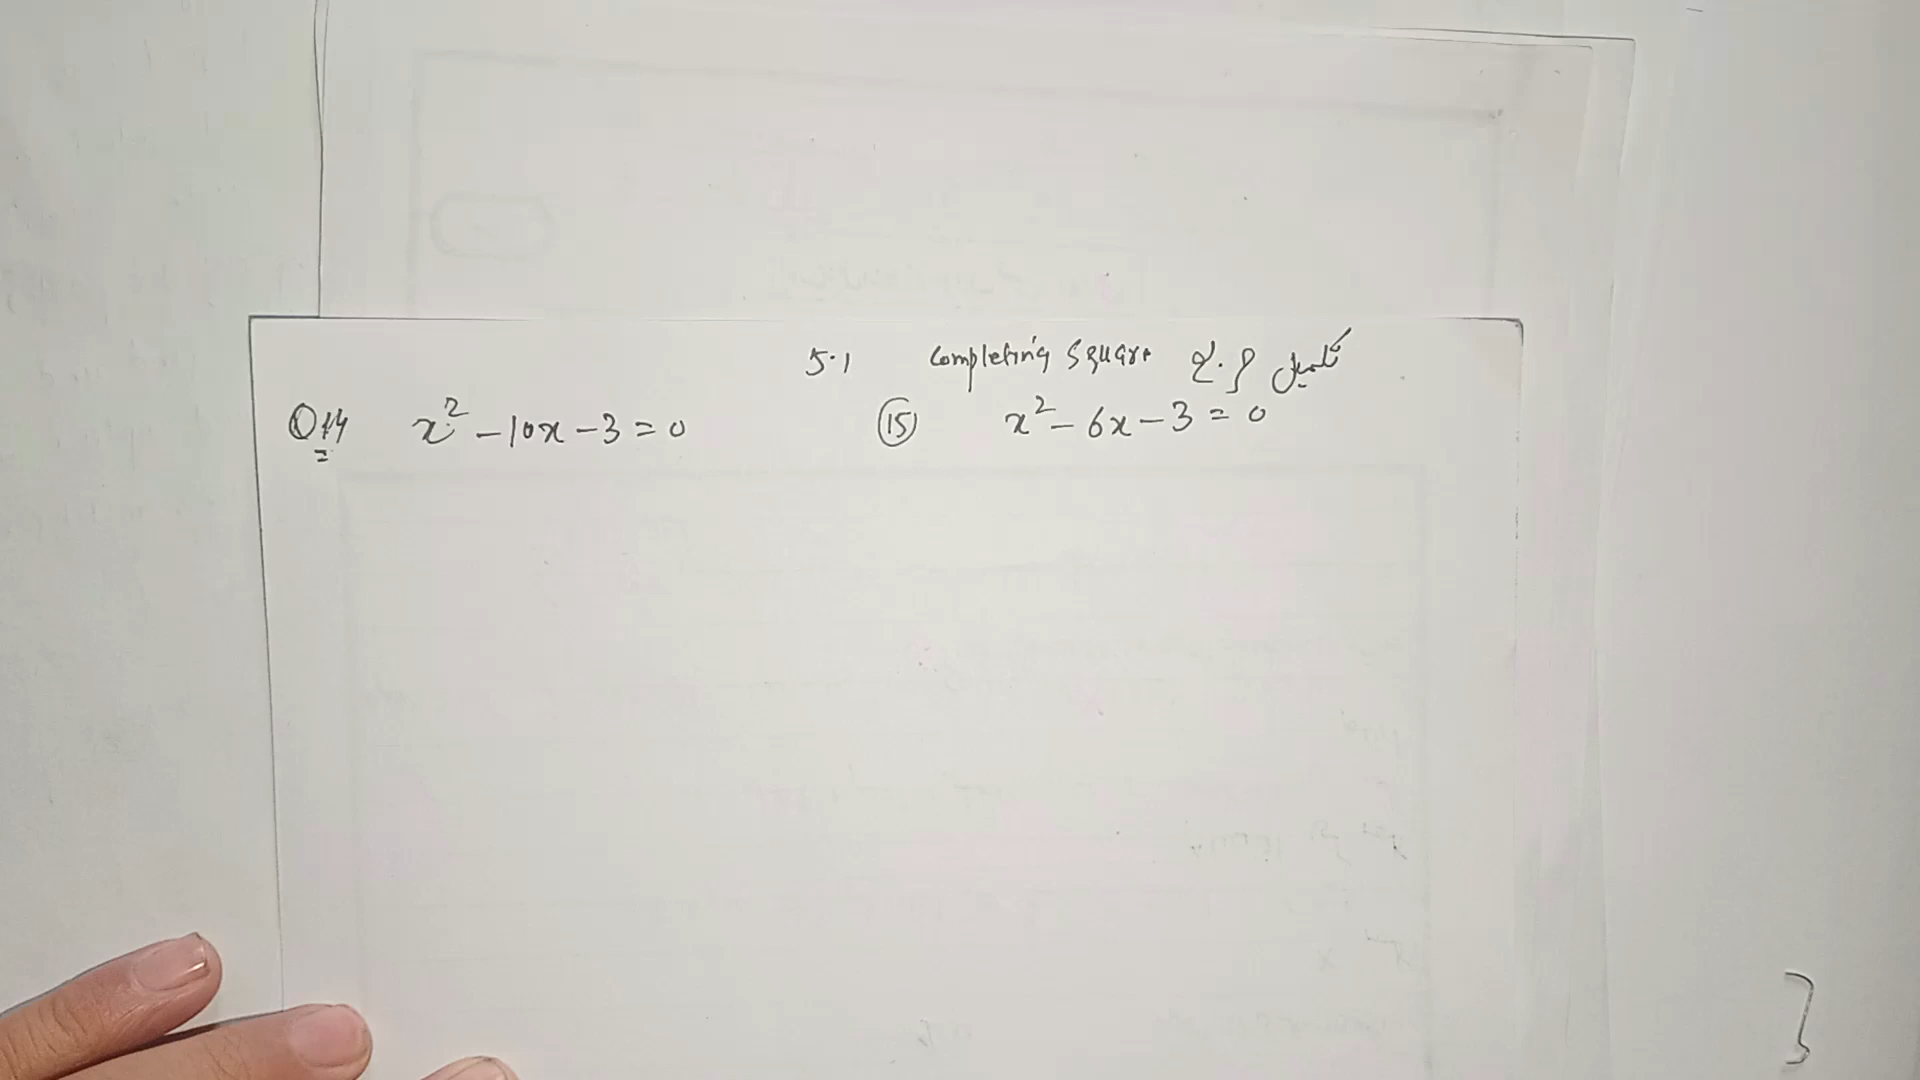 5.1 Completing Square تکمیل مربع
Q14 x² - 10x - 3 = 0
15 x² - 6x - 3 = 0